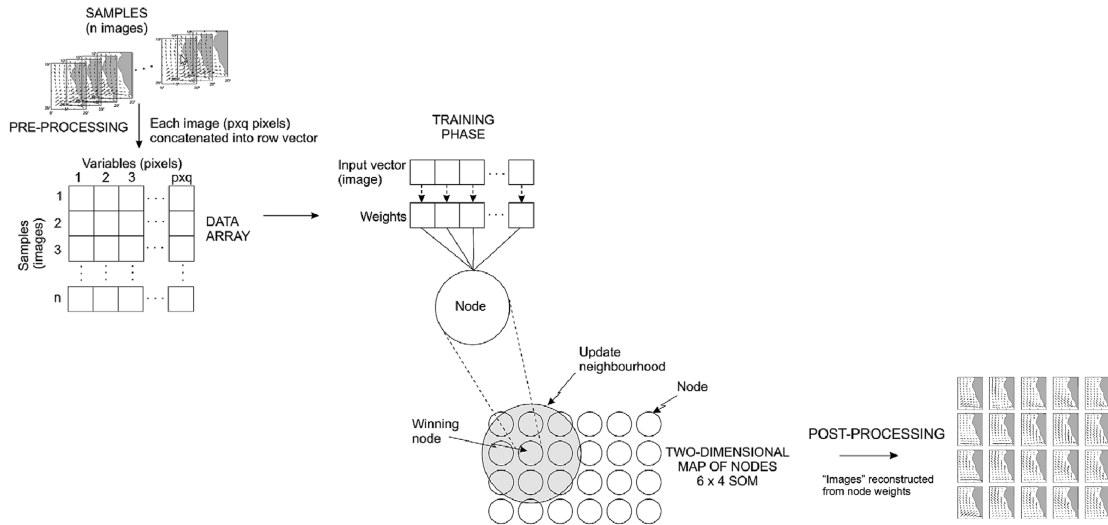 SAMPLES
(n images)
PRE-PROCESSING
Each image (pxq pixels)
concatenated into row vector
Variables (pixels)
1 2 3 pxq
Samples
(images)
1
2
3
n
DATA
ARRAY
TRAINING
PHASE
Input vector
(image)
Weights
Node
Update
neighbourhood
Node
Winning
node
TWO-DIMENSIONAL
MAP OF NODES
6 x 4 SOM
POST-PROCESSING
"Images" reconstructed
from node weights